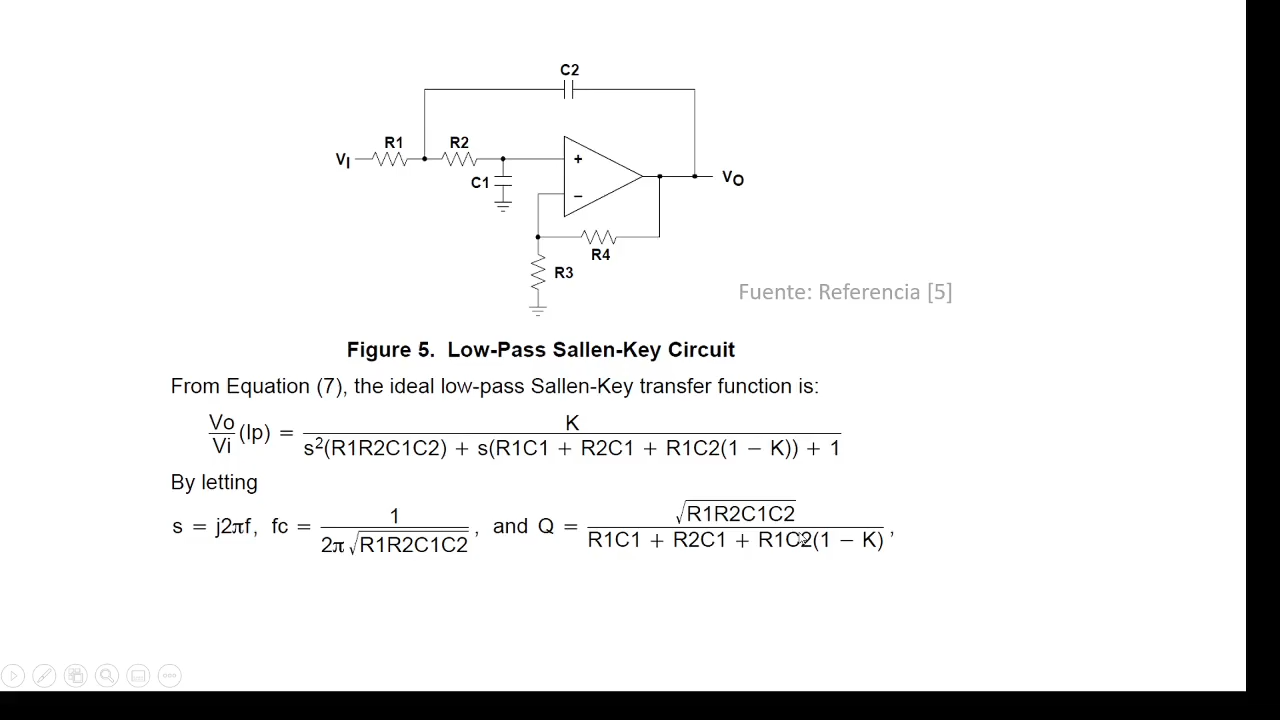 C2
R1
R2
VI
+
C1
VO
−
R4
R3
Fuente: Referencia [5]
Figure 5. Low-Pass Sallen-Key Circuit
From Equation (7), the ideal low-pass Sallen-Key transfer function is:
Vo/Vi (lp) = K / s²(R1R2C1C2) + s(R1C1 + R2C1 + R1C2(1 − K)) + 1
By letting
s = j2πf, fc = 1 / 2π√R1R2C1C2 , and Q = √R1R2C1C2 / R1C1 + R2C1 + R1C2(1 − K) ,